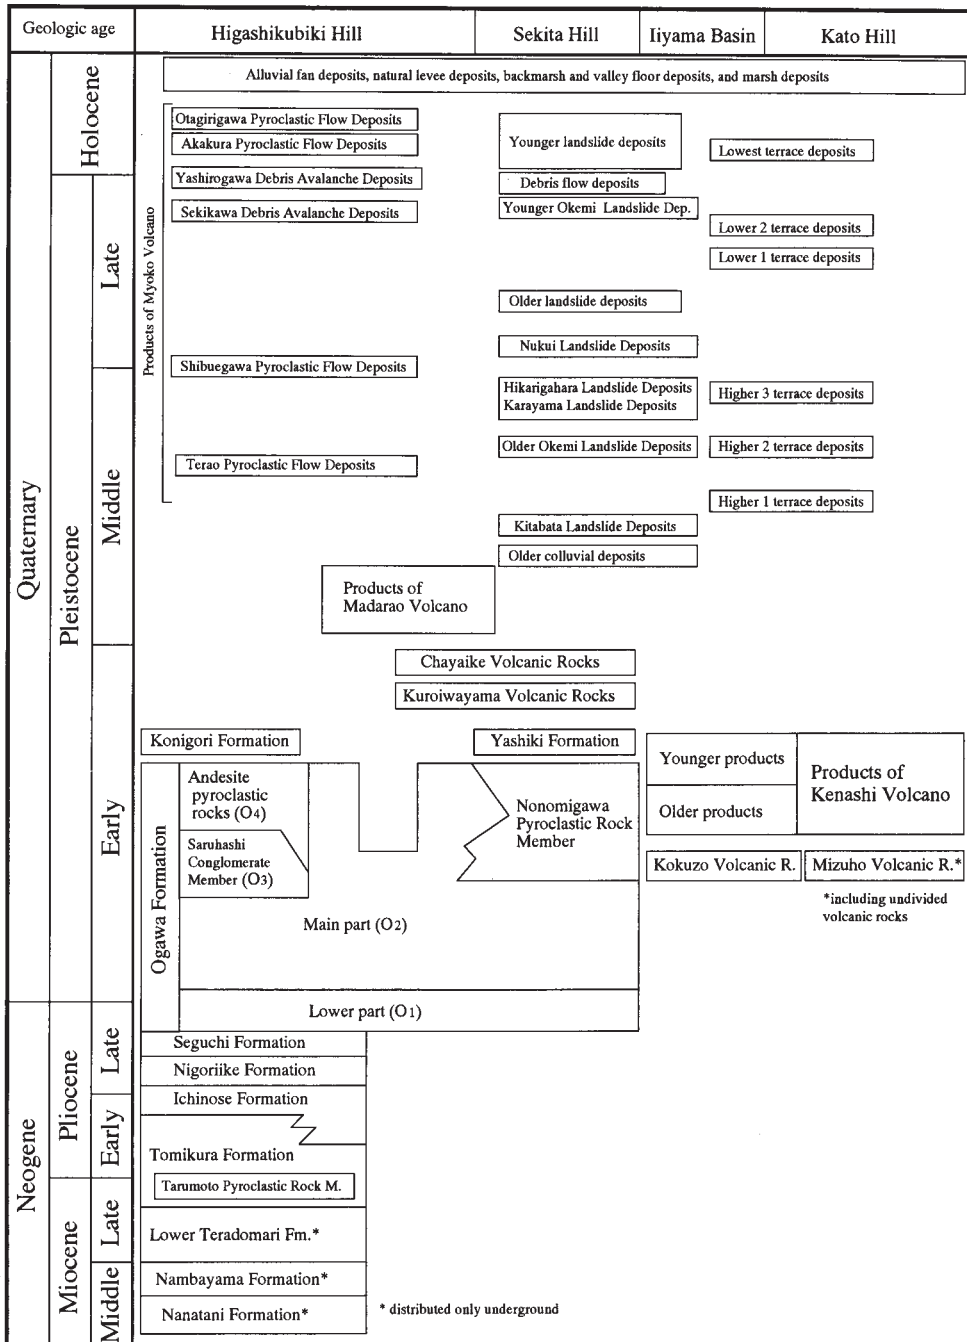 Geologic age
Higashikubiki Hill
Sekita Hill
Iiyama Basin
Kato Hill
Quaternary
Neogene
Pleistocene
Pliocene
Miocene
Holocene
Late
Middle
Early
Late
Early
Late
Middle
Alluvial fan deposits, natural levee deposits, backmarsh and valley floor deposits, and marsh deposits
Products of Myoko Volcano
Otagirigawa Pyroclastic Flow Deposits
Akakura Pyroclastic Flow Deposits
Yashirogawa Debris Avalanche Deposits
Sekikawa Debris Avalanche Deposits
Shibuegawa Pyroclastic Flow Deposits
Terao Pyroclastic Flow Deposits
Younger landslide deposits
Debris flow deposits
Younger Okemi Landslide Dep.
Older landslide deposits
Nukui Landslide Deposits
Hikarigahara Landslide Deposits
Karayama Landslide Deposits
Older Okemi Landslide Deposits
Kitabata Landslide Deposits
Older colluvial deposits
Lowest terrace deposits
Lower 2 terrace deposits
Lower 1 terrace deposits
Higher 3 terrace deposits
Higher 2 terrace deposits
Higher 1 terrace deposits
Products of
Madarao Volcano
Chayaike Volcanic Rocks
Kuroiwayama Volcanic Rocks
Konigori Formation
Yashiki Formation
Ogawa Formation
Andesite
pyroclastic
rocks (O4)
Saruhashi
Conglomerate
Member (O3)
Nonomigawa
Pyroclastic Rock
Member
Main part (O2)
Lower part (O1)
Younger products
Older products
Products of
Kenashi Volcano
Kokuzo Volcanic R.
Mizuho Volcanic R.*
*including undivided
volcanic rocks
Seguchi Formation
Nigoriike Formation
Ichinose Formation
Tomikura Formation
Tarumoto Pyroclastic Rock M.
Lower Teradomari Fm.*
Nambayama Formation*
Nanatani Formation*
* distributed only underground